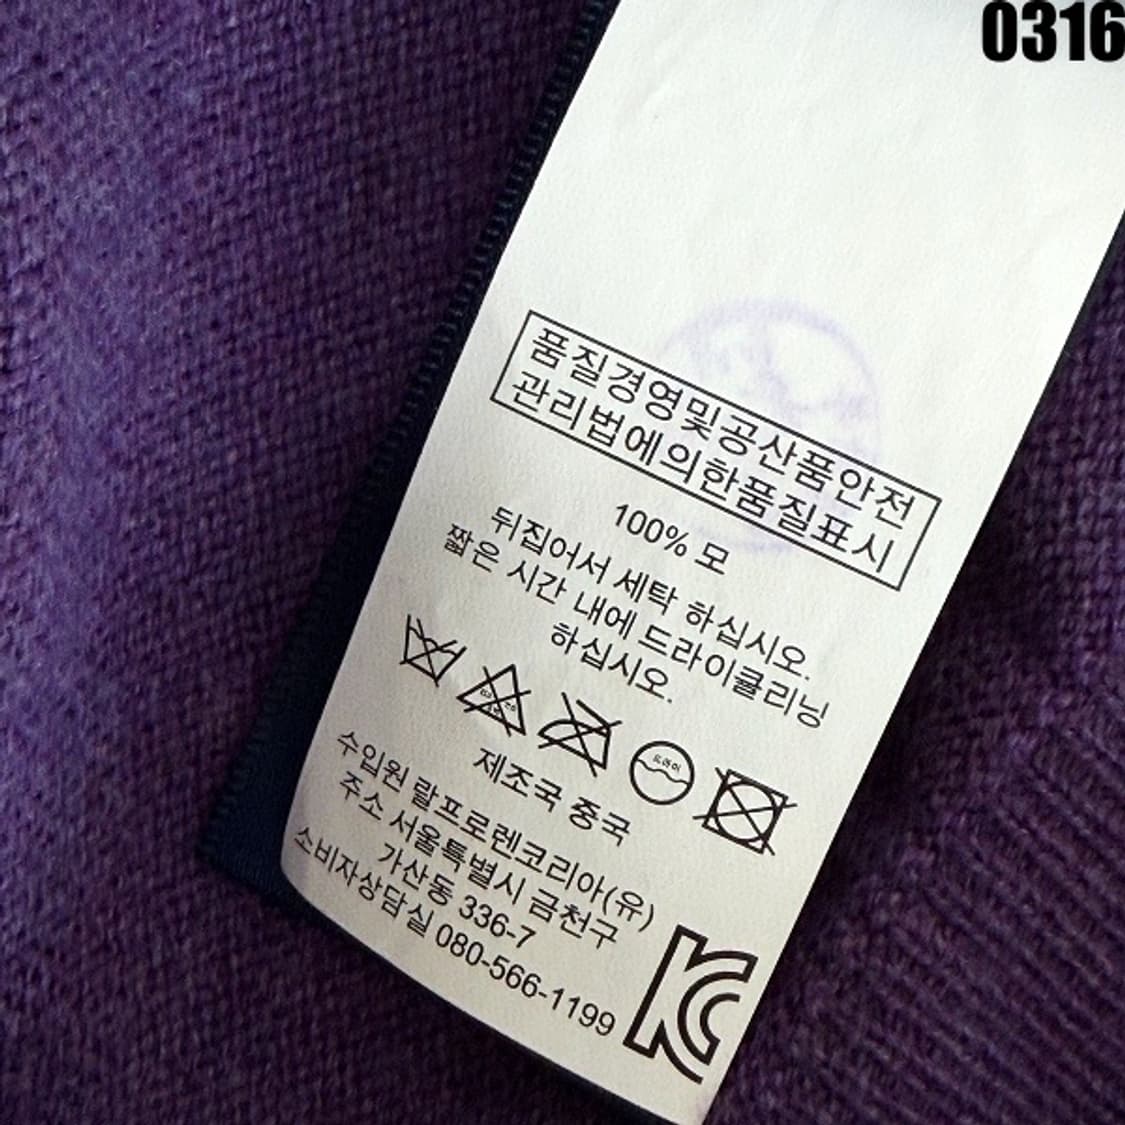 0316
품질경영및공산품안전
관리법에의한품질표시
100% 모
뒤집어서 세탁 하십시오.
짧은 시간 내에 드라이클리닝
하십시오.
드라이
제조국 중국
수입원 랄프로렌코리아(유)
주소 서울특별시 금천구
가산동 336-7
소비자상담실 080-566-1199
KC